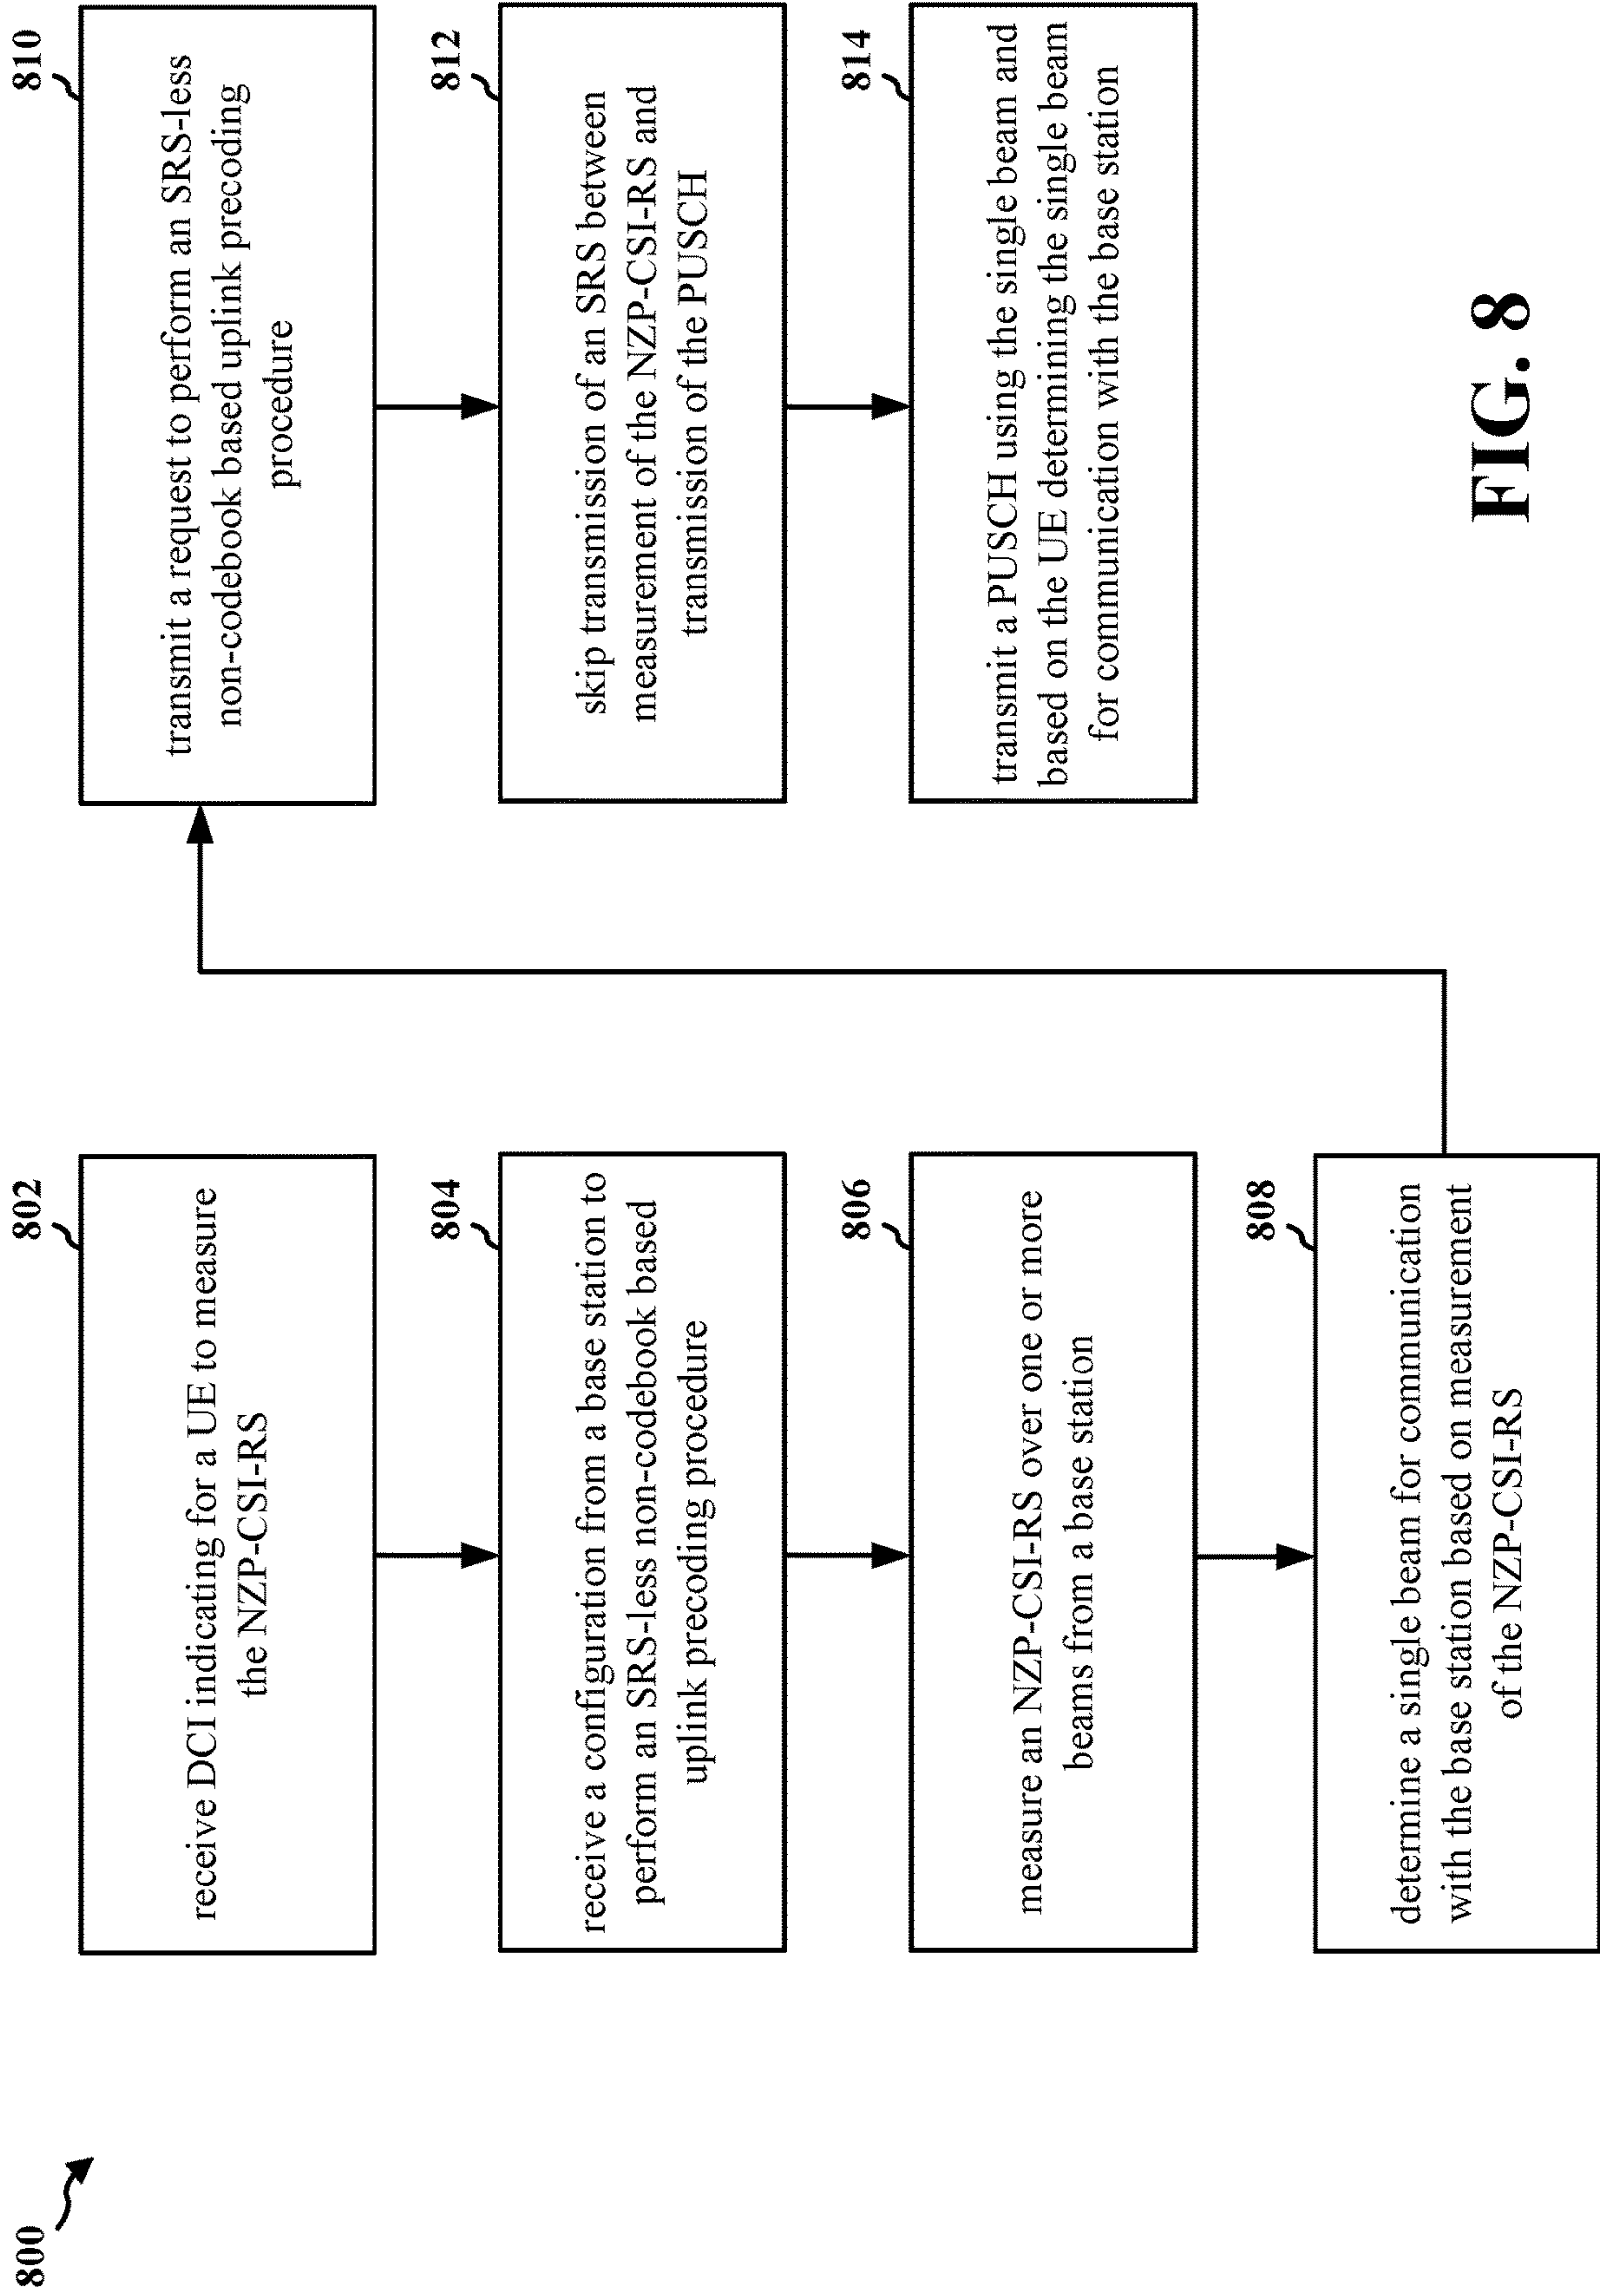 800
802
receive DCI indicating for a UE to measure
the NZP-CSI-RS
804
receive a configuration from a base station to
perform an SRS-less non-codebook based
uplink precoding procedure
806
measure an NZP-CSI-RS over one or more
beams from a base station
808
determine a single beam for communication
with the base station based on measurement
of the NZP-CSI-RS
810
transmit a request to perform an SRS-less
non-codebook based uplink precoding
procedure
812
skip transmission of an SRS between
measurement of the NZP-CSI-RS and
transmission of the PUSCH
814
transmit a PUSCH using the single beam and
based on the UE determining the single beam
for communication with the base station
FIG. 8